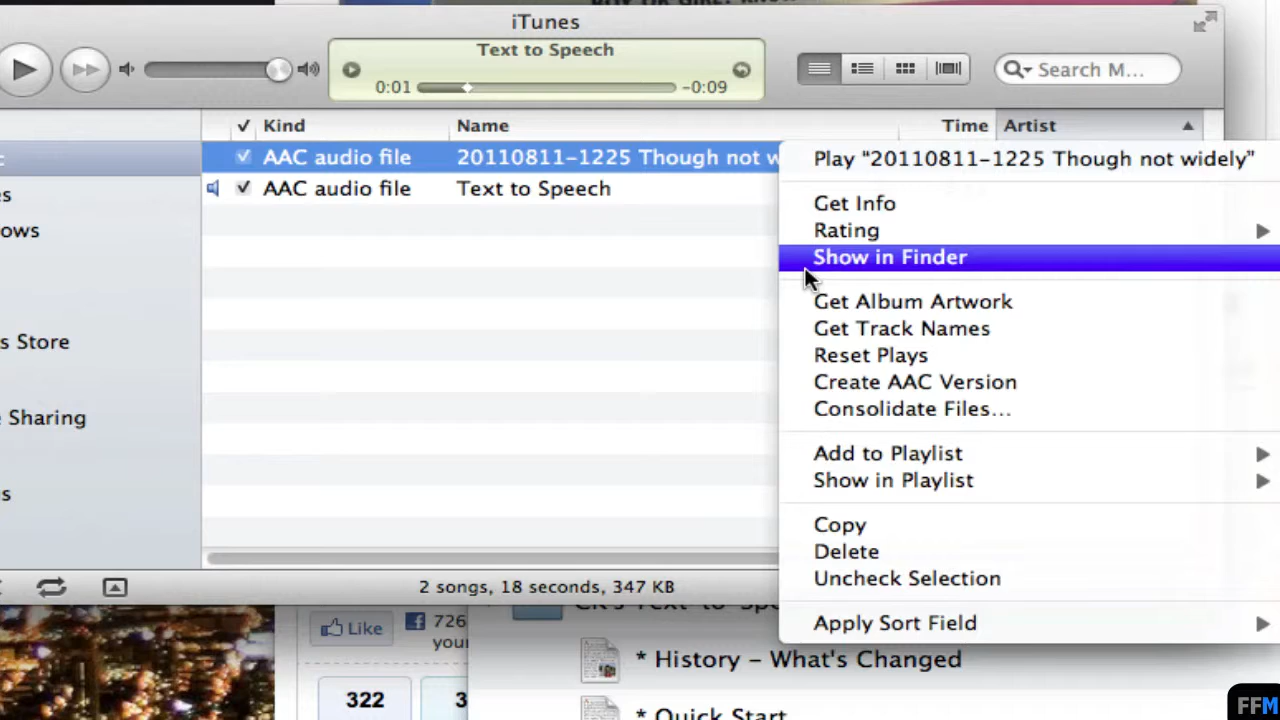 iTunes
Text to Speech
0:01
-0:09
Search M...
✓ Kind Name Time Artist
AAC audio file 20110811-1225 Though not w
AAC audio file Text to Speech
Play “20110811-1225 Though not widely”
Get Info
Rating
Show in Finder
Get Album Artwork
Get Track Names
Reset Plays
Create AAC Version
Consolidate Files...
Add to Playlist
Show in Playlist
Copy
Delete
Uncheck Selection
Apply Sort Field
ows
s Store
Sharing
2 songs, 18 seconds, 347 KB
Like
726
your
322
3
* History – What's Changed
* Quick Start
FFM